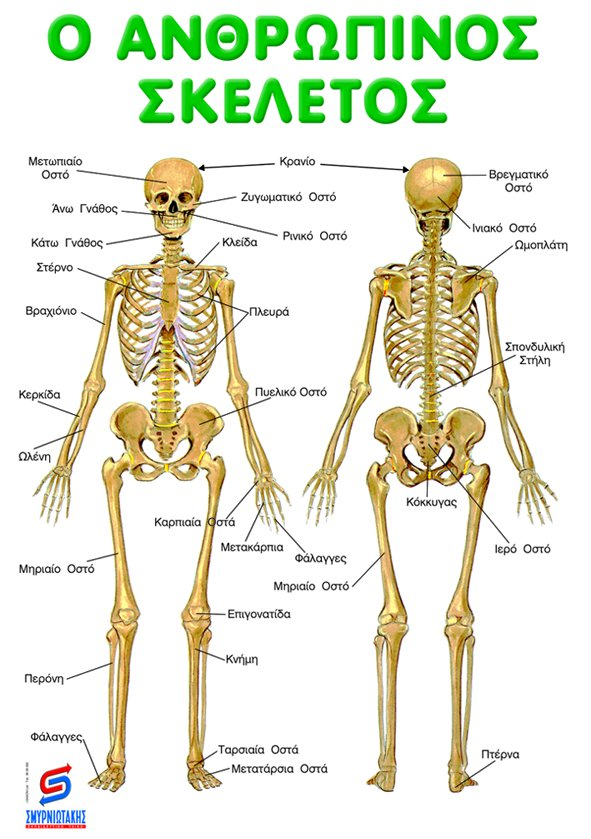 Ο ΑΝΘΡΩΠΙΝΟΣ
ΣΚΕΛΕΤΟΣ
Μετωπιαίο
Οστό
Κρανίο
Βρεγματικό
Οστό
Άνω Γνάθος
Ζυγωματικό Οστό
Κάτω Γνάθος
Ρινικό Οστό
Κλείδα
Ινιακό Οστό
Ωμοπλάτη
Στέρνο
Βραχιόνιο
Πλευρά
Σπονδυλική
Στήλη
Κερκίδα
Πυελικό Οστό
Ωλένη
Κόκκυγας
Καρπιαία Οστά
Μετακάρπια
Φάλαγγες
Ιερό Οστό
Μηριαίο Οστό
Μηριαίο Οστό
Επιγονατίδα
Κνήμη
Περόνη
Φάλαγγες
Ταρσιαία Οστά
Μετατάρσια Οστά
Πτέρνα
ΣΜΥΡΝΙΩΤΑΚΗΣ